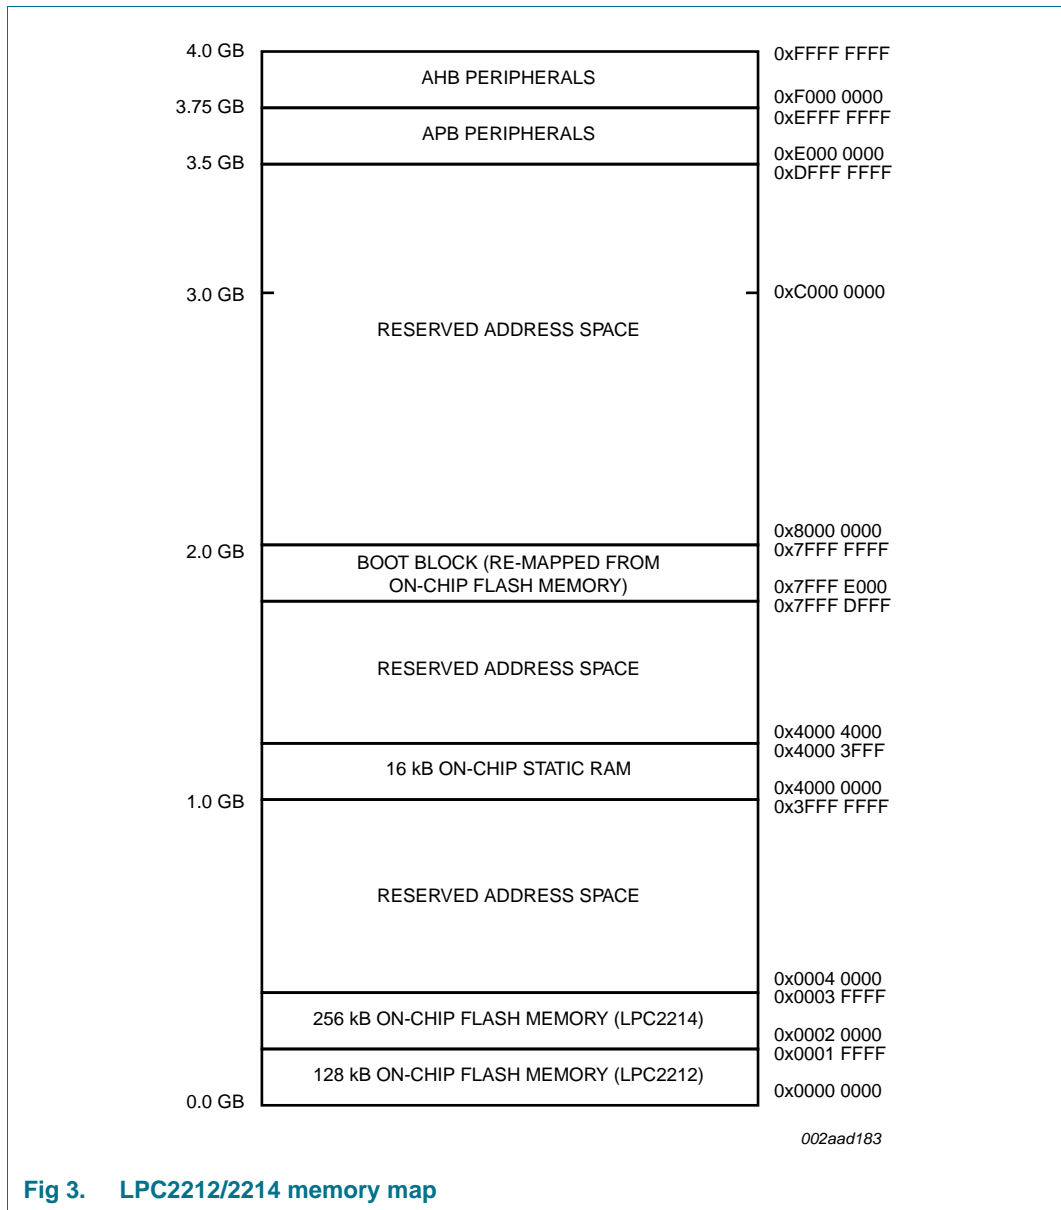 4.0 GB
0xFFFF FFFF
AHB PERIPHERALS
0xF000 0000
3.75 GB
0xEFFF FFFF
APB PERIPHERALS
0xE000 0000
3.5 GB
0xDFFF FFFF
3.0 GB
0xC000 0000
RESERVED ADDRESS SPACE
0x8000 0000
2.0 GB
0x7FFF FFFF
BOOT BLOCK (RE-MAPPED FROM
ON-CHIP FLASH MEMORY)
0x7FFF E000
0x7FFF DFFF
RESERVED ADDRESS SPACE
0x4000 4000
0x4000 3FFF
16 kB ON-CHIP STATIC RAM
0x4000 0000
1.0 GB
0x3FFF FFFF
RESERVED ADDRESS SPACE
0x0004 0000
0x0003 FFFF
256 kB ON-CHIP FLASH MEMORY (LPC2214)
0x0002 0000
0x0001 FFFF
128 kB ON-CHIP FLASH MEMORY (LPC2212)
0x0000 0000
0.0 GB
002aad183
Fig 3. LPC2212/2214 memory map